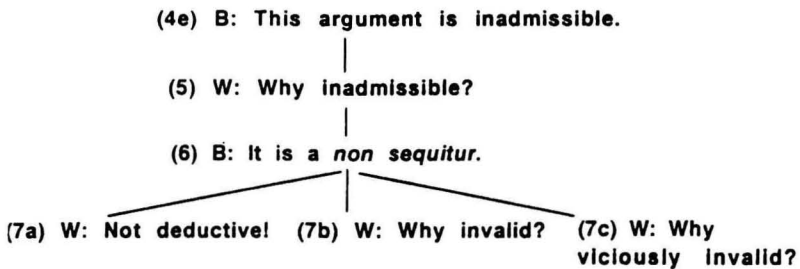 (4e) B: This argument is inadmissible.
(5) W: Why inadmissible?
(6) B: It is a non sequitur.
(7a) W: Not deductive! (7b) W: Why invalid? (7c) W: Why
viciously invalid?